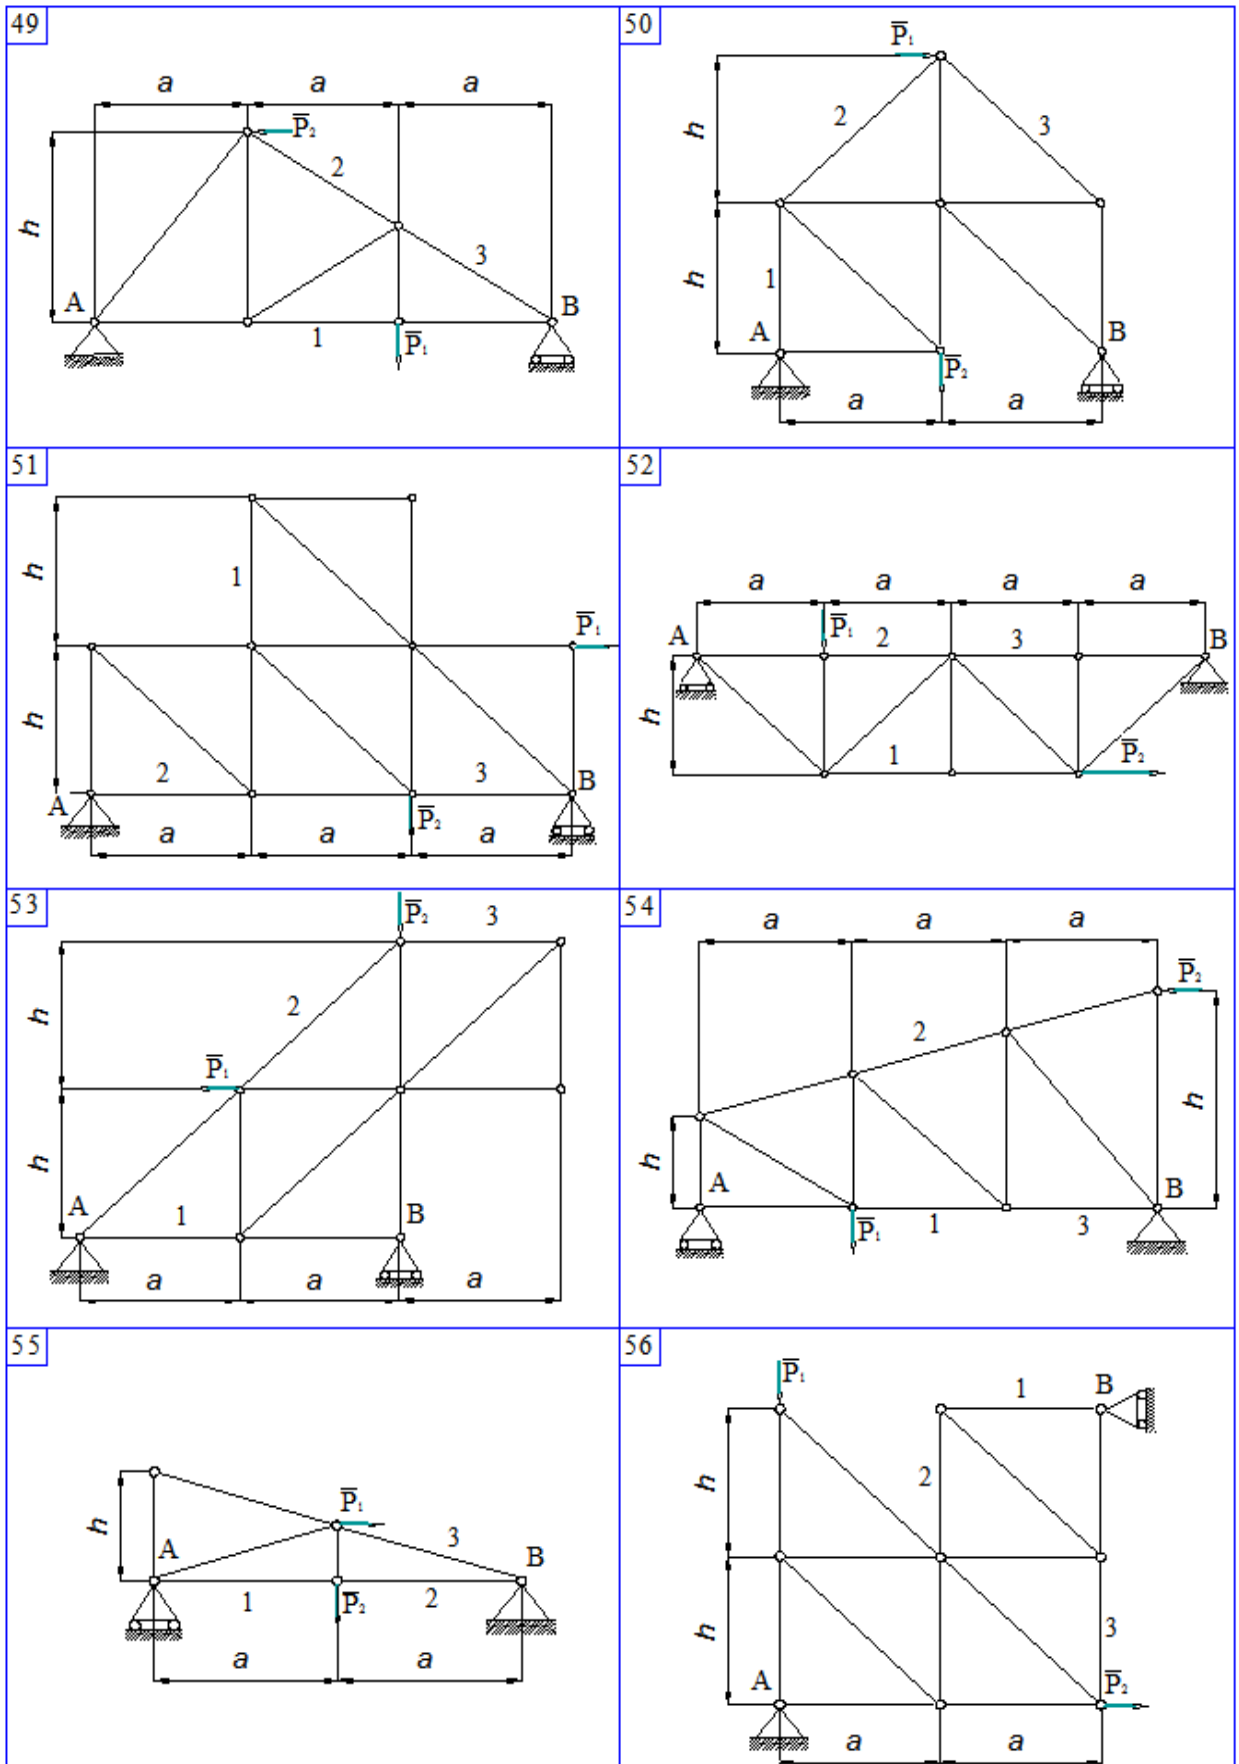 49
a a a
P̅₂
2
h
3
A B
1
P̅₁
50
P̅₁
h
2 3
h
1
A B
P̅₂
a a
51
h
1
P̅₁
h
2 3
A B
P̅₂
a a a
52
a a a a
P̅₁
A 2 3 B
h
1 P̅₂
53
P̅₂ 3
h
2
P̅₁
h
A B
1
a a a
54
a a a
P̅₂
2
h h
A B
P̅₁ 1 3
55
P̅₁
h
A 3 B
1 P̅₂ 2
a a
56
P̅₁ 1 B
h
2
h
3
A P̅₂
a a